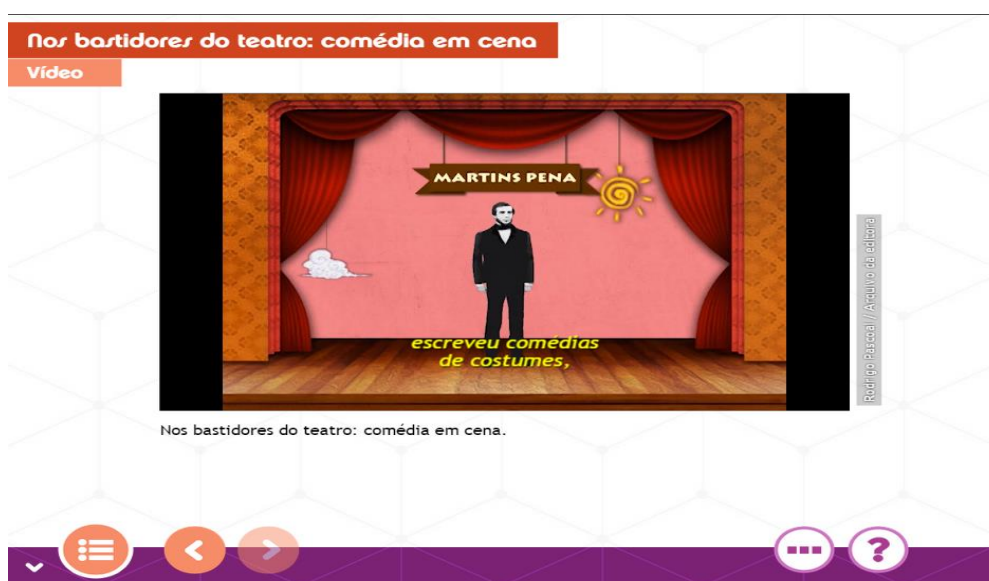 Nos bastidores do teatro: comédia em cena
Vídeo
MARTINS PENA
escreveu comédias
de costumes,
Rodrigo Pascoal // Arquivo da editora
Nos bastidores do teatro: comédia em cena.
?